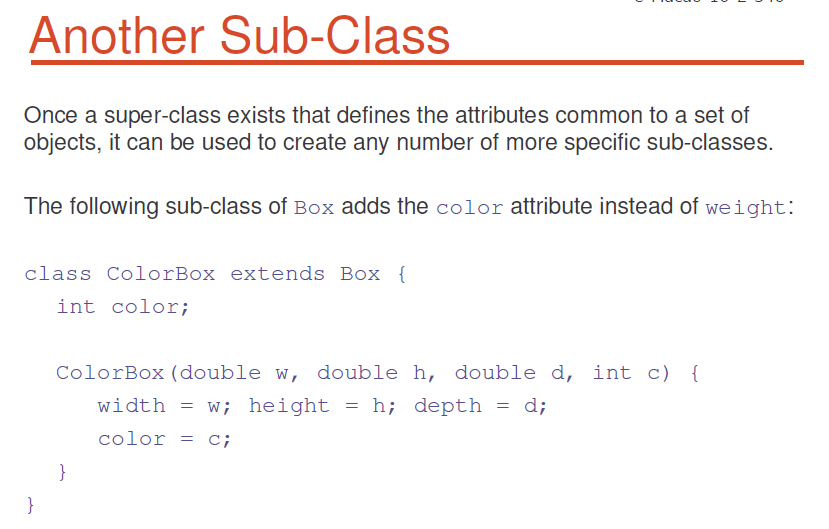 Another Sub-Class
Once a super-class exists that defines the attributes common to a set of
objects, it can be used to create any number of more specific sub-classes.
The following sub-class of Box adds the color attribute instead of weight:
class ColorBox extends Box {
int color;
ColorBox(double w, double h, double d, int c) {
width = w; height = h; depth = d;
color = c;
}
}